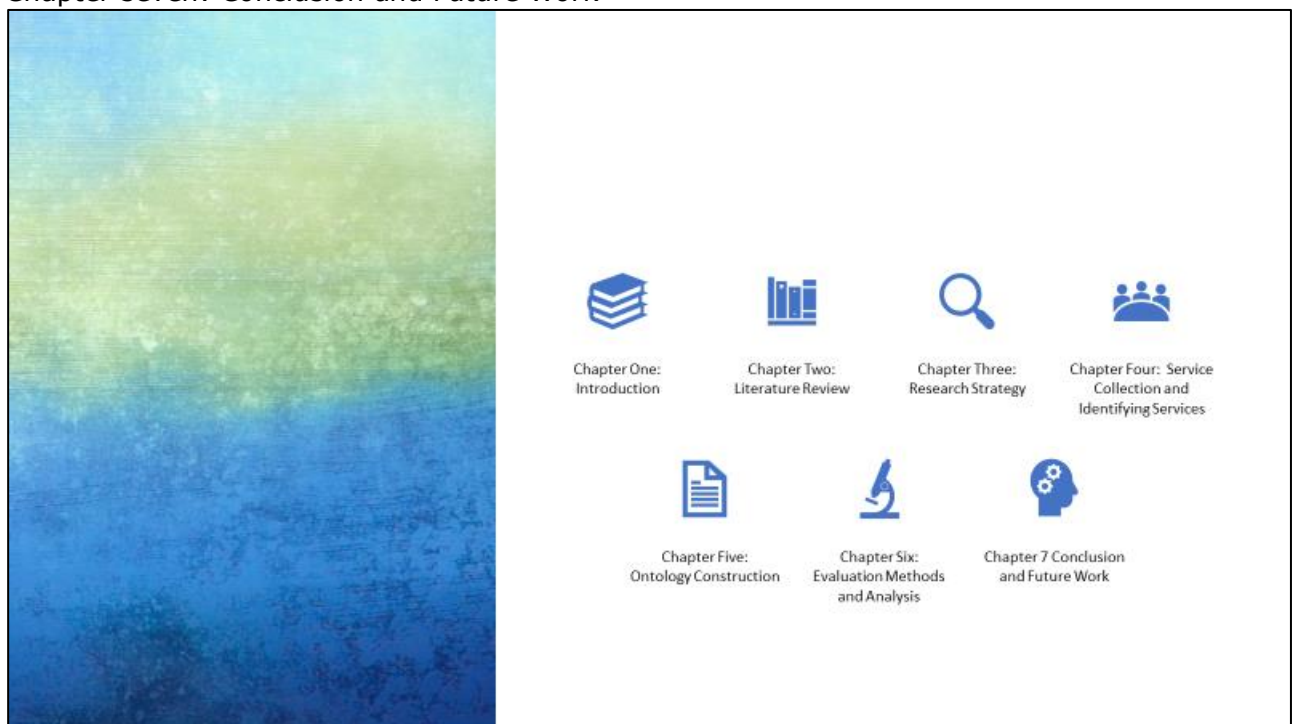 Chapter Seven: Conclusion and Future Work
Chapter One:
Introduction
Chapter Two:
Literature Review
Chapter Three:
Research Strategy
Chapter Four: Service
Collection and
Identifying Services
Chapter Five:
Ontology Construction
Chapter Six:
Evaluation Methods
and Analysis
Chapter 7 Conclusion
and Future Work